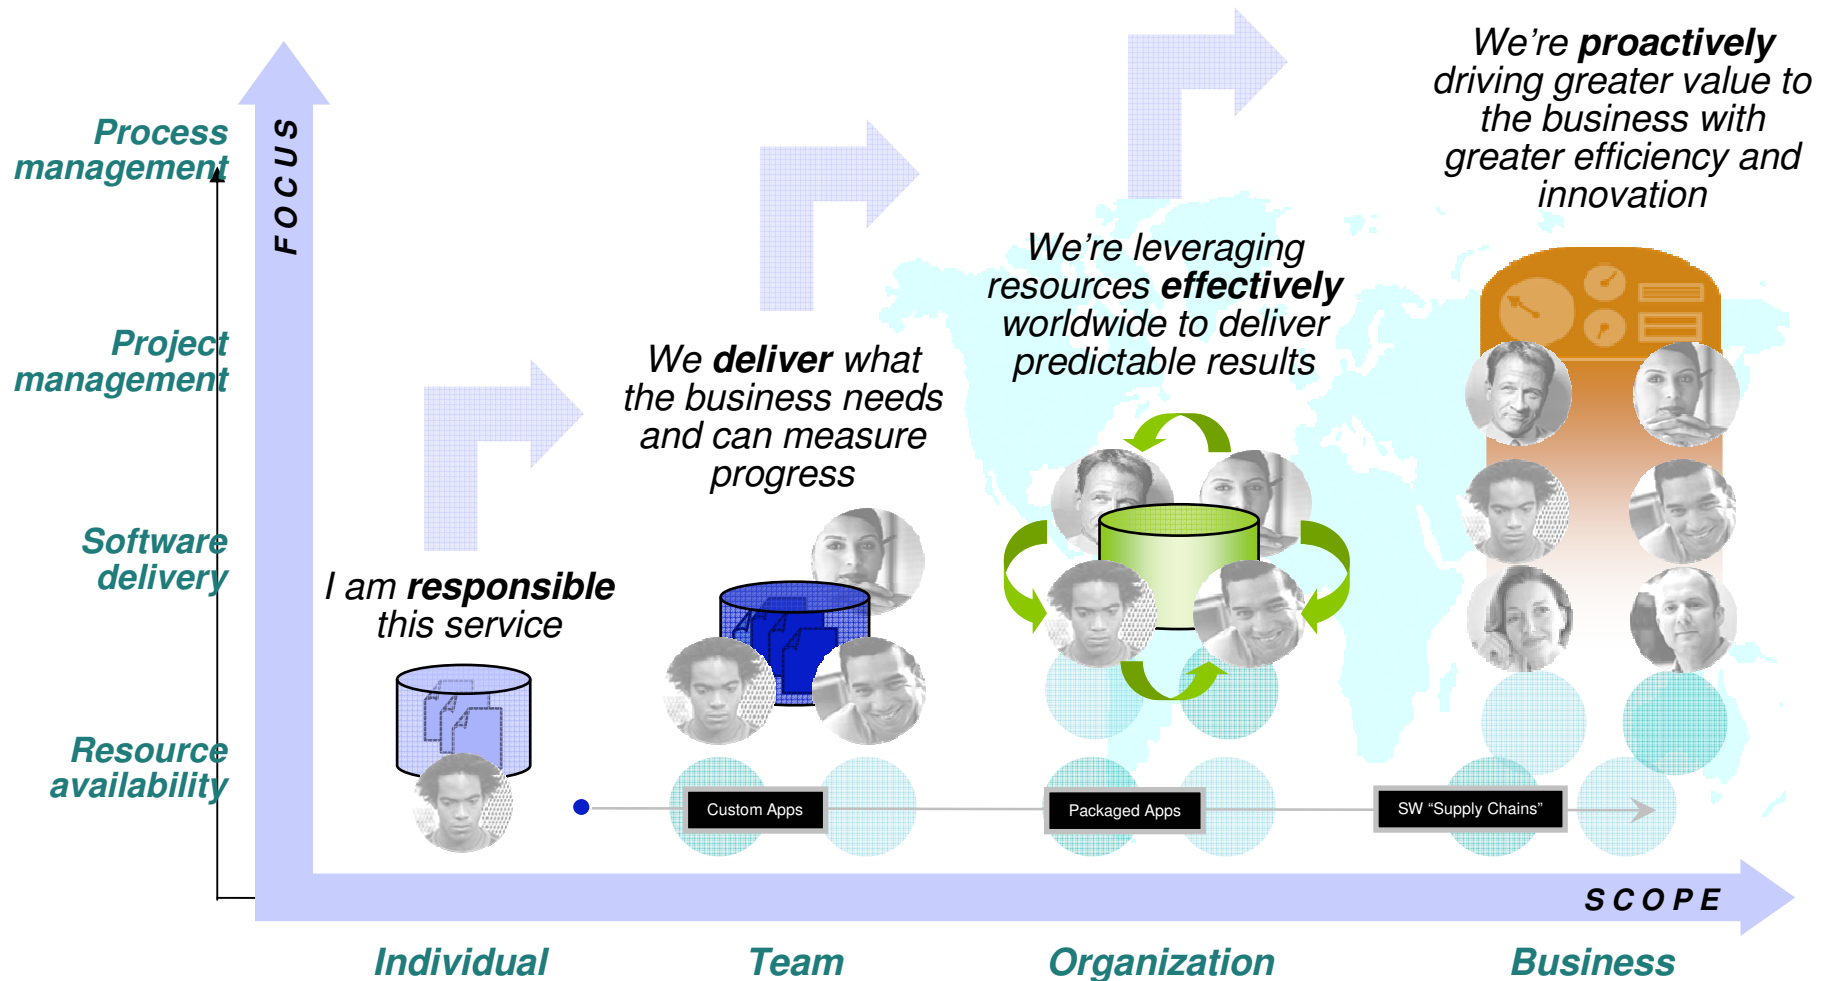 Process
management
Project
management
Software
delivery
Resource
availability
FOCUS
I am responsible
this service
We deliver what
the business needs
and can measure
progress
We're leveraging
resources effectively
worldwide to deliver
predictable results
We're proactively
driving greater value to
the business with
greater efficiency and
innovation
Custom Apps
Packaged Apps
SW “Supply Chains”
SCOPE
Individual
Team
Organization
Business